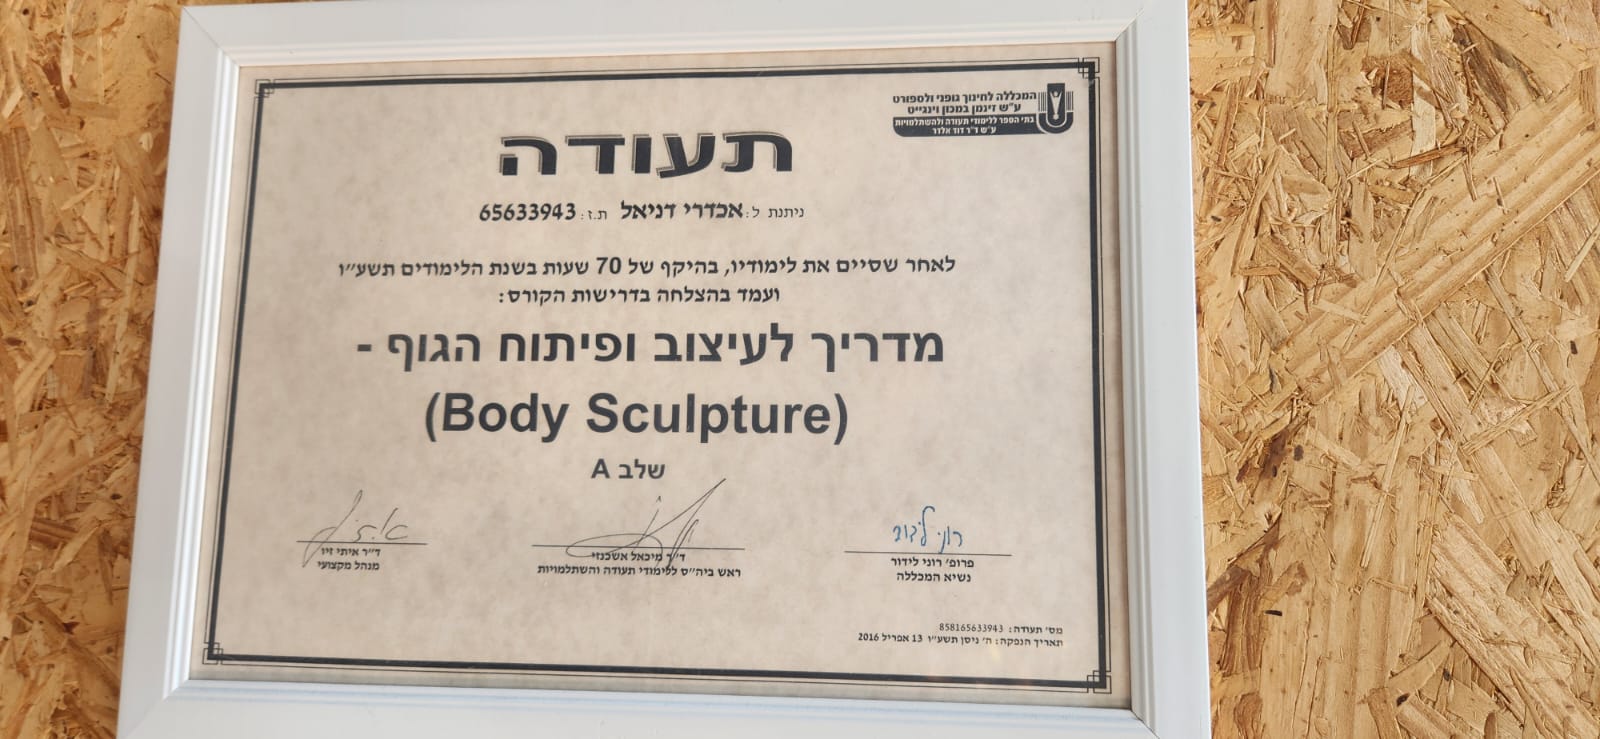 המכללה לחינוך גופני ולספורט
ע"ש זינמן במכון וינגייט
בתי הספר ללימודי תעודה והשתלמויות
ע"ש ד"ר דוד אלדר
תעודה
ניתנת ל: אכדרי דניאל ת.ז: 65633943
לאחר שסיים את לימודיו, בהיקף של 70 שעות בשנת הלימודים תשע"ו
ועמד בהצלחה בדרישות הקורס:
מדריך לעיצוב ופיתוח הגוף -
(Body Sculpture)
שלב A
רוני לידור
פרופ' רוני לידור
נשיא המכללה
ד"ר מיכאל אשכנזי
ראש ביה"ס ללימודי תעודה והשתלמויות
ד"ר איתי זיו
מנהל מקצועי
מס' תעודה: 858165633943
תאריך הנפקה: ה' ניסן תשע"ו 13 אפריל 2016